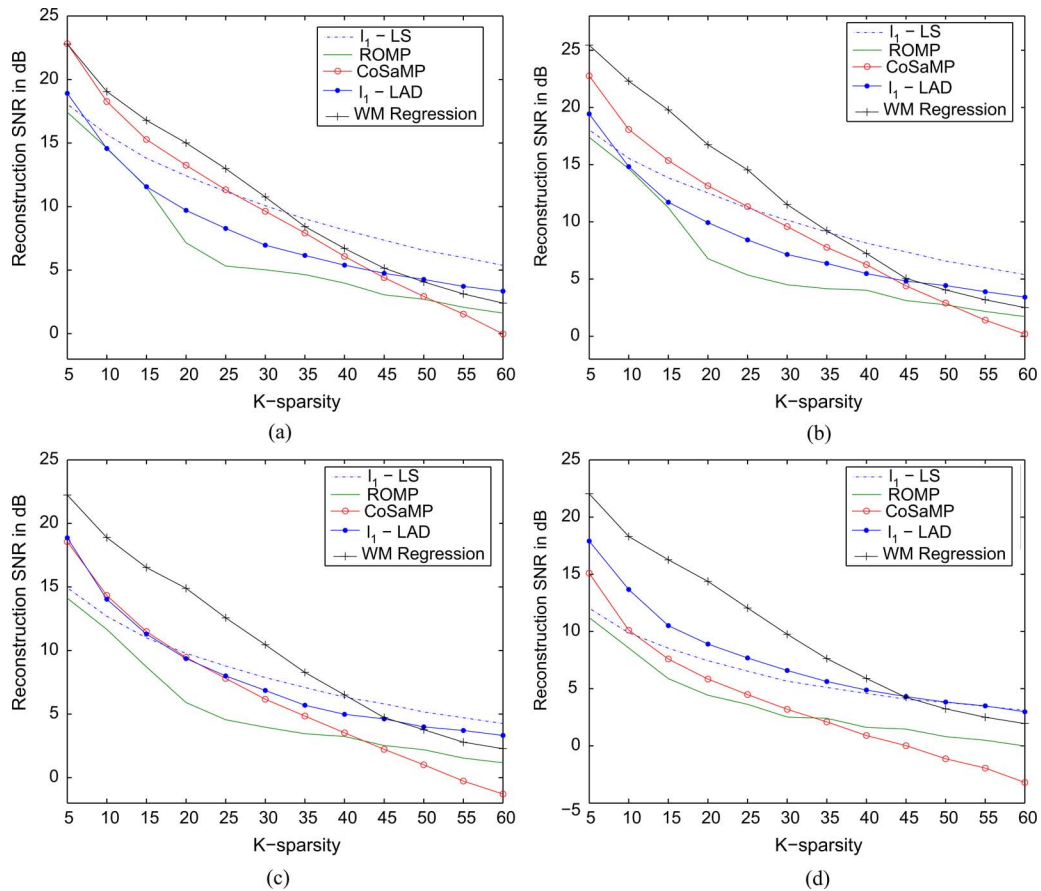 25
20
15
10
5
0
Reconstruction SNR in dB
l₁ − LS
ROMP
CoSaMP
l₁ − LAD
WM Regression
5 10 15 20 25 30 35 40 45 50 55 60
K−sparsity
(a)
25
20
15
10
5
0
Reconstruction SNR in dB
l₁ − LS
ROMP
CoSaMP
l₁ − LAD
WM Regression
5 10 15 20 25 30 35 40 45 50 55 60
K−sparsity
(b)
25
20
15
10
5
0
Reconstruction SNR in dB
l₁ − LS
ROMP
CoSaMP
l₁ − LAD
WM Regression
5 10 15 20 25 30 35 40 45 50 55 60
K−sparsity
(c)
25
20
15
10
5
0
−5
Reconstruction SNR in dB
l₁ − LS
ROMP
CoSaMP
l₁ − LAD
WM Regression
5 10 15 20 25 30 35 40 45 50 55 60
K−sparsity
(d)